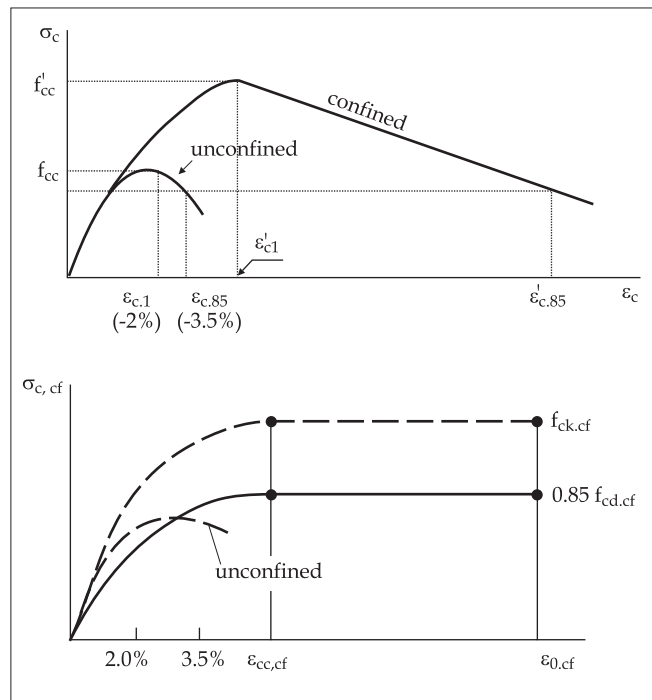 σc
f'cc
confined
unconfined
fcc
ε'c1
εc.1
εc.85
ε'c.85
εc
(-2%)
(-3.5%)
σc, cf
fck.cf
0.85 fcd.cf
unconfined
2.0%
3.5%
εcc,cf
ε0.cf